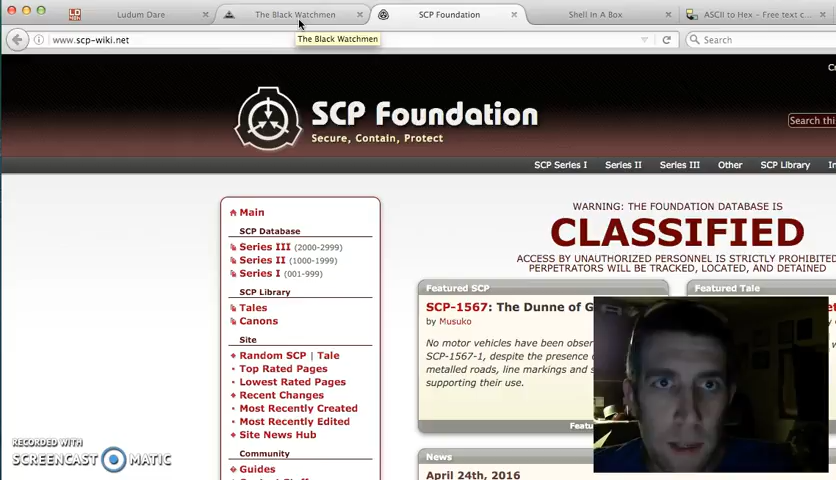 Ludum Dare
The Black Watchmen
SCP Foundation
Shell In A Box
ASCII to Hex - Free text c
The Black Watchmen
www.scp-wiki.net
Search
SCP Foundation
Secure, Contain, Protect
Search this
SCP Series I
Series II
Series III
Other
SCP Library
Main
SCP Database
Series III (2000-2999)
Series II (1000-1999)
Series I (001-999)
SCP Library
Tales
Canons
Site
Random SCP | Tale
Top Rated Pages
Lowest Rated Pages
Recent Changes
Most Recently Created
Most Recently Edited
Site News Hub
Community
Guides
WARNING: THE FOUNDATION DATABASE IS
CLASSIFIED
ACCESS BY UNAUTHORIZED PERSONNEL IS STRICTLY PROHIBITED
PERPETRATORS WILL BE TRACKED, LOCATED, AND DETAINED
Featured SCP
SCP-1567: The Dunne of G
by Musuko
No motor vehicles have been obser
SCP-1567-1, despite the presence o
metalled roads, line markings and s
supporting their use.
Featu
Featured Tale
News
April 24th, 2016
RECORDED WITH
SCREENCAST MATIC